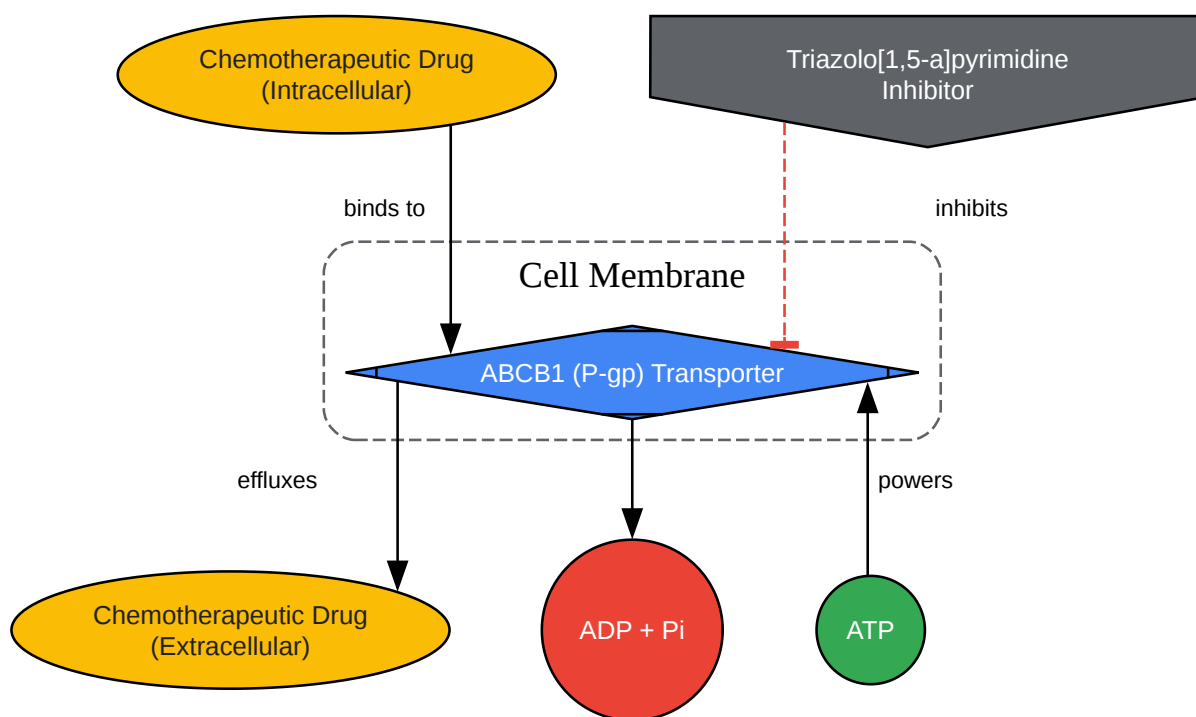 Chemotherapeutic Drug
(Intracellular)
Triazolo[1,5-a]pyrimidine
Inhibitor
binds to
inhibits
Cell Membrane
ABCB1 (P-gp) Transporter
effluxes
powers
Chemotherapeutic Drug
(Extracellular)
ADP + Pi
ATP